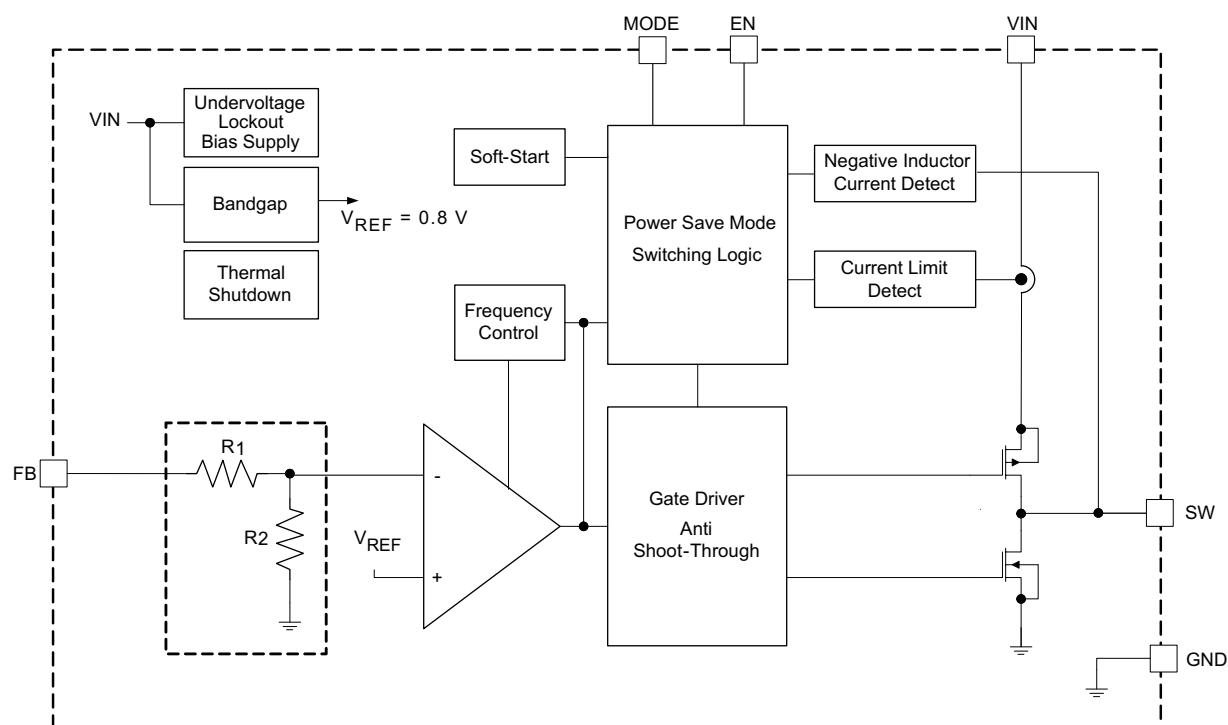 MODE
EN
VIN
VIN
Undervoltage
Lockout
Bias Supply
Soft-Start
Negative Inductor
Current Detect
Bandgap
VREF = 0.8 V
Power Save Mode
Switching Logic
Thermal
Shutdown
Current Limit
Detect
Frequency
Control
FB
R1
R2
-
VREF
+
Gate Driver
Anti
Shoot-Through
SW
GND